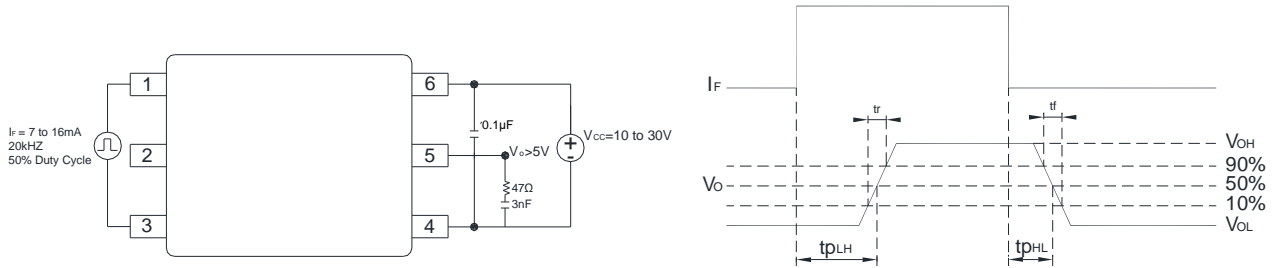 IF = 7 to 16mA
20kHZ
50% Duty Cycle
1
2
3
6
5
4
0.1μF
Vo>5V
47Ω
3nF
VCC=10 to 30V
+
-
IF
tr
tf
VO
VOH
90%
50%
10%
VOL
tpLH
tpHL